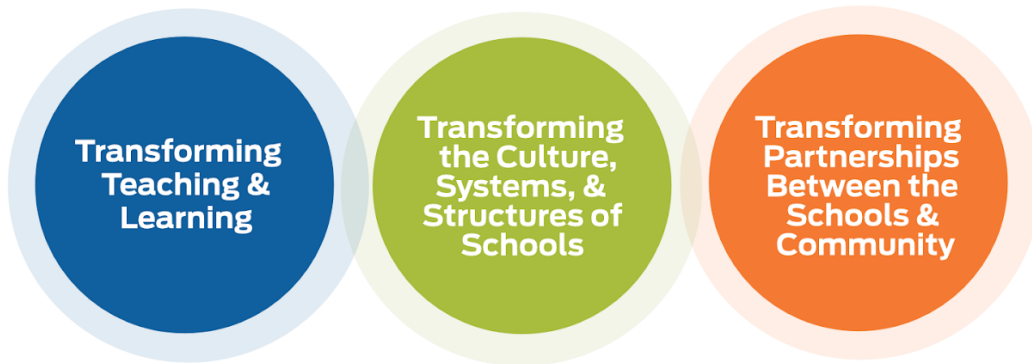 Transforming
Teaching &
Learning
Transforming
the Culture,
Systems, &
Structures of
Schools
Transforming
Partnerships
Between the
Schools &
Community